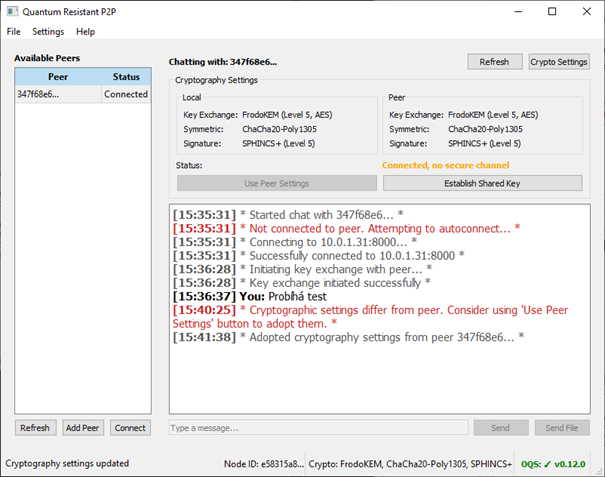 Quantum Resistant P2P
File Settings Help
Available Peers
Peer Status
347f68e6... Connected
Refresh Add Peer Connect
Chatting with: 347f68e6...
Refresh Crypto Settings
Cryptography Settings
Local
Key Exchange: FrodoKEM (Level 5, AES)
Symmetric: ChaCha20-Poly1305
Signature: SPHINCS+ (Level 5)
Peer
Key Exchange: FrodoKEM (Level 5, AES)
Symmetric: ChaCha20-Poly1305
Signature: SPHINCS+ (Level 5)
Status: Connected, no secure channel
Use Peer Settings Establish Shared Key
[15:35:31] * Started chat with 347f68e6... *
[15:35:31] * Not connected to peer. Attempting to autoconnect... *
[15:35:31] * Connecting to 10.0.1.31:8000... *
[15:35:31] * Successfully connected to 10.0.1.31:8000 *
[15:36:28] * Initiating key exchange with peer... *
[15:36:28] * Key exchange initiated successfully *
[15:36:37] You: Probíhá test
[15:40:25] * Cryptographic settings differ from peer. Consider using 'Use Peer
Settings' button to adopt them. *
[15:41:38] * Adopted cryptography settings from peer 347f68e6... *
Type a message... Send Send File
Cryptography settings updated Node ID: e58315a8... Crypto: FrodoKEM, ChaCha20-Poly1305, SPHINCS+ OQS: ✓ v0.12.0